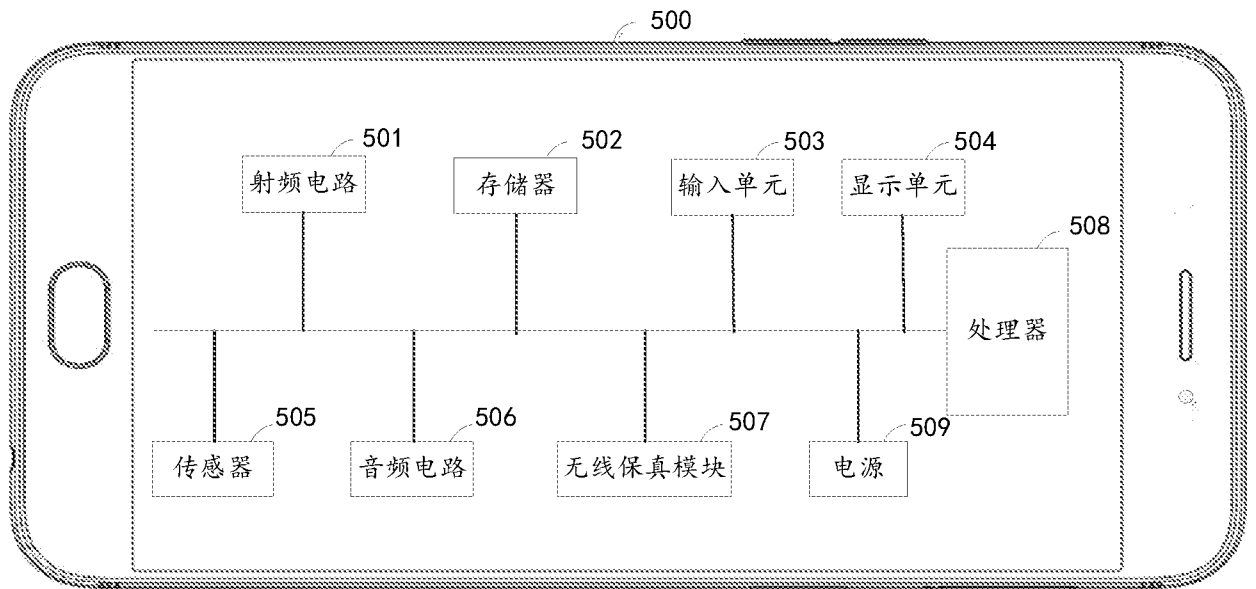 500
501
502
503
504
射频电路
存储器
输入单元
显示单元
508
处理器
505
506
507
509
传感器
音频电路
无线保真模块
电源